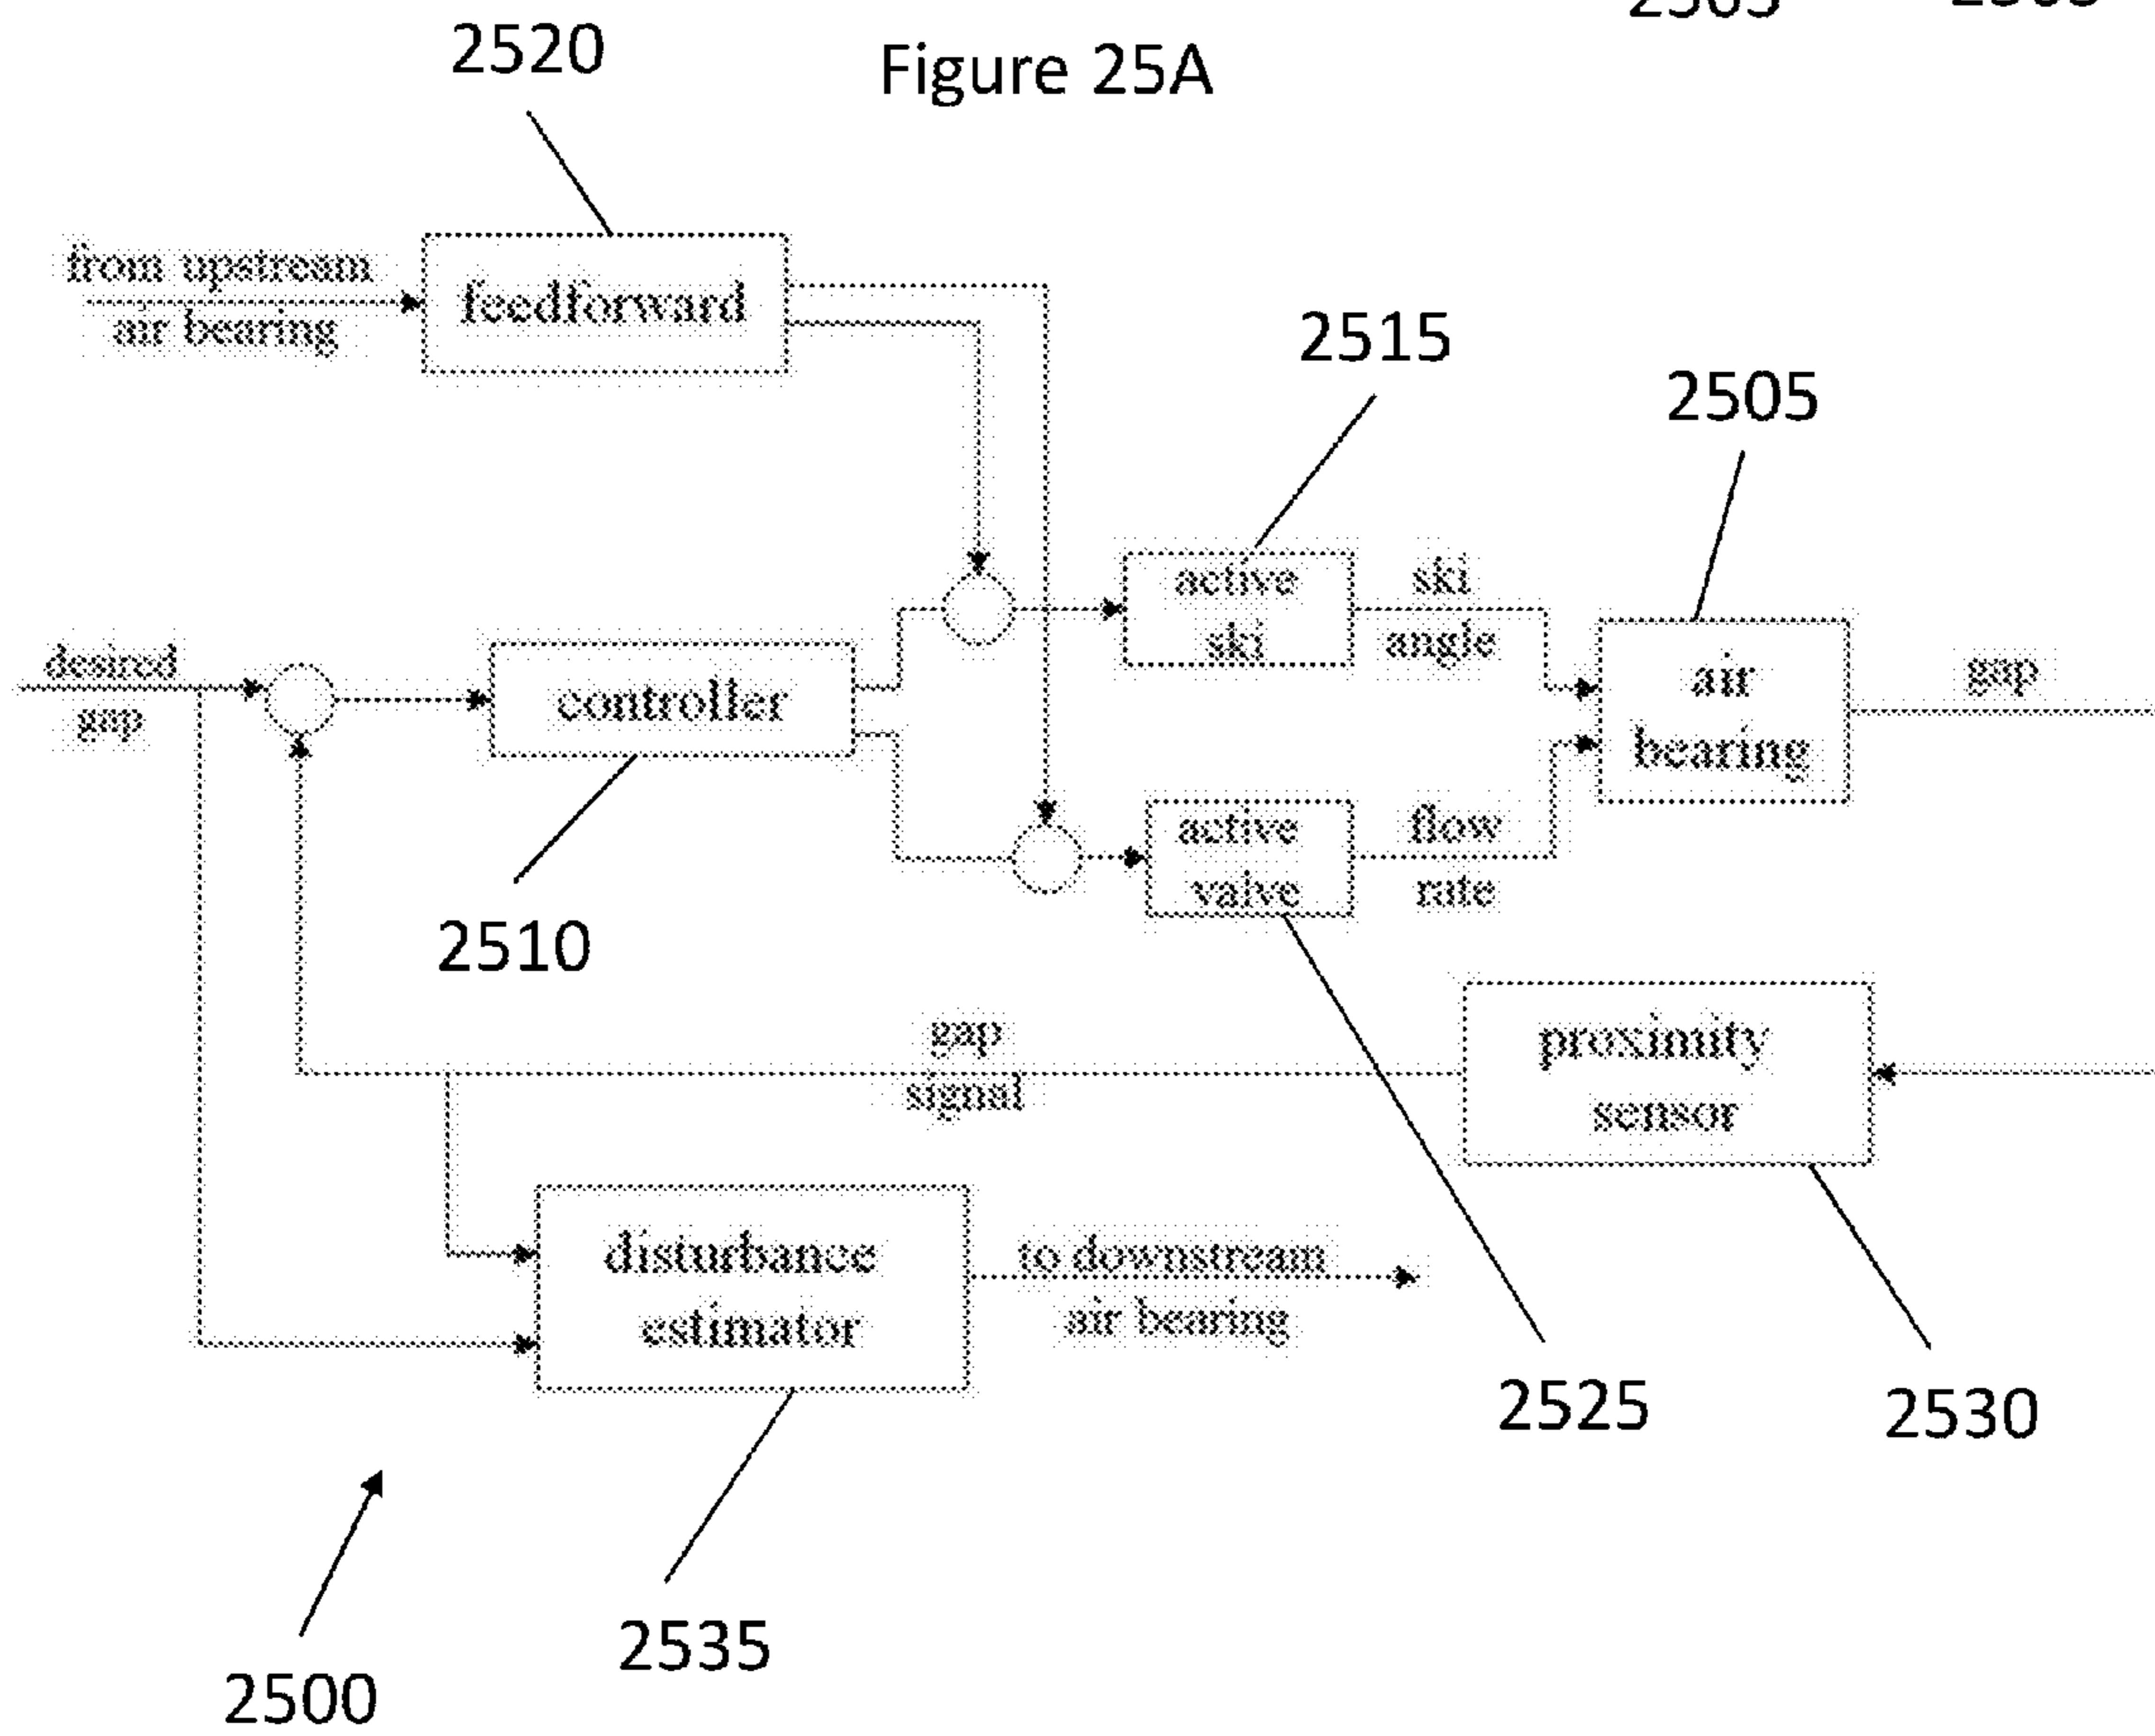 2520
Figure 25A
from upstream
air bearing
feedforward
2515
2505
active
ski
ski
angle
air
bearing
gap
desired
gap
controller
active
valve
flow
rate
2510
gap
signal
proximity
sensor
disturbance
estimator
to downstream
air bearing
2525
2530
2535
2500